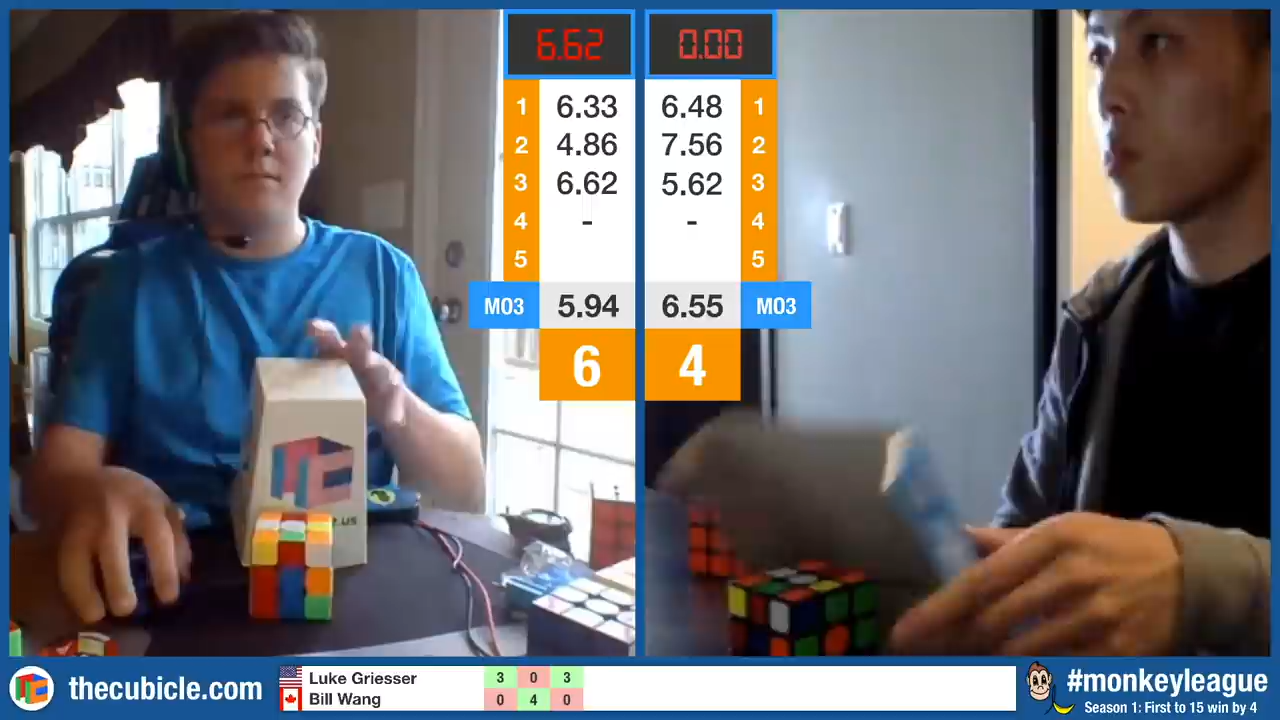 6.62 0.00
1 6.33 6.48 1
2 4.86 7.56 2
3 6.62 5.62 3
4 - - 4
5 5
MO3 5.94 6.55 MO3
6 4
.us
thecubicle.com
Luke Griesser 3 0 3
Bill Wang 0 4 0
#monkeyleague
Season 1: First to 15 win by 4